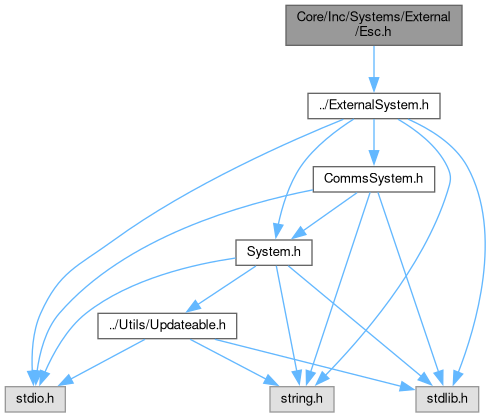 Core/Inc/Systems/External
/Esc.h
../ExternalSystem.h
CommsSystem.h
System.h
../Utils/Updateable.h
stdio.h
string.h
stdlib.h